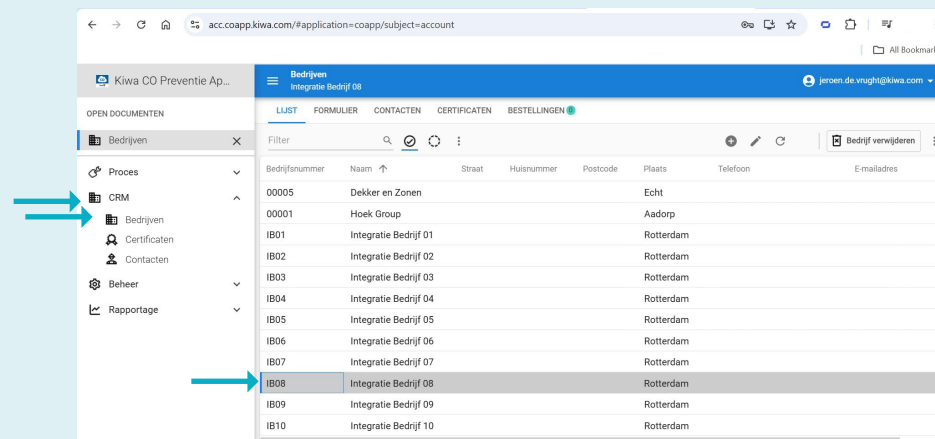 acc.coapp.kiwa.com/#application=coapp/subject=account
All Bookmark
Kiwa CO Preventie Ap...
Bedrijven
Integratie Bedrijf 08
jeroen.de.vrught@kiwa.com
OPEN DOCUMENTEN
LIJST FORMULIER CONTACTEN CERTIFICATEN BESTELLINGEN 0
Bedrijven
Filter
Bedrijf verwijderen
Bedrijfsnummer Naam Straat Huisnummer Postcode Plaats Telefoon E-mailadres
Proces
CRM
Bedrijven
Certificaten
Contacten
Beheer
Rapportage
00005 Dekker en Zonen Echt
00001 Hoek Group Aadorp
IB01 Integratie Bedrijf 01 Rotterdam
IB02 Integratie Bedrijf 02 Rotterdam
IB03 Integratie Bedrijf 03 Rotterdam
IB04 Integratie Bedrijf 04 Rotterdam
IB05 Integratie Bedrijf 05 Rotterdam
IB06 Integratie Bedrijf 06 Rotterdam
IB07 Integratie Bedrijf 07 Rotterdam
IB08 Integratie Bedrijf 08 Rotterdam
IB09 Integratie Bedrijf 09 Rotterdam
IB10 Integratie Bedrijf 10 Rotterdam